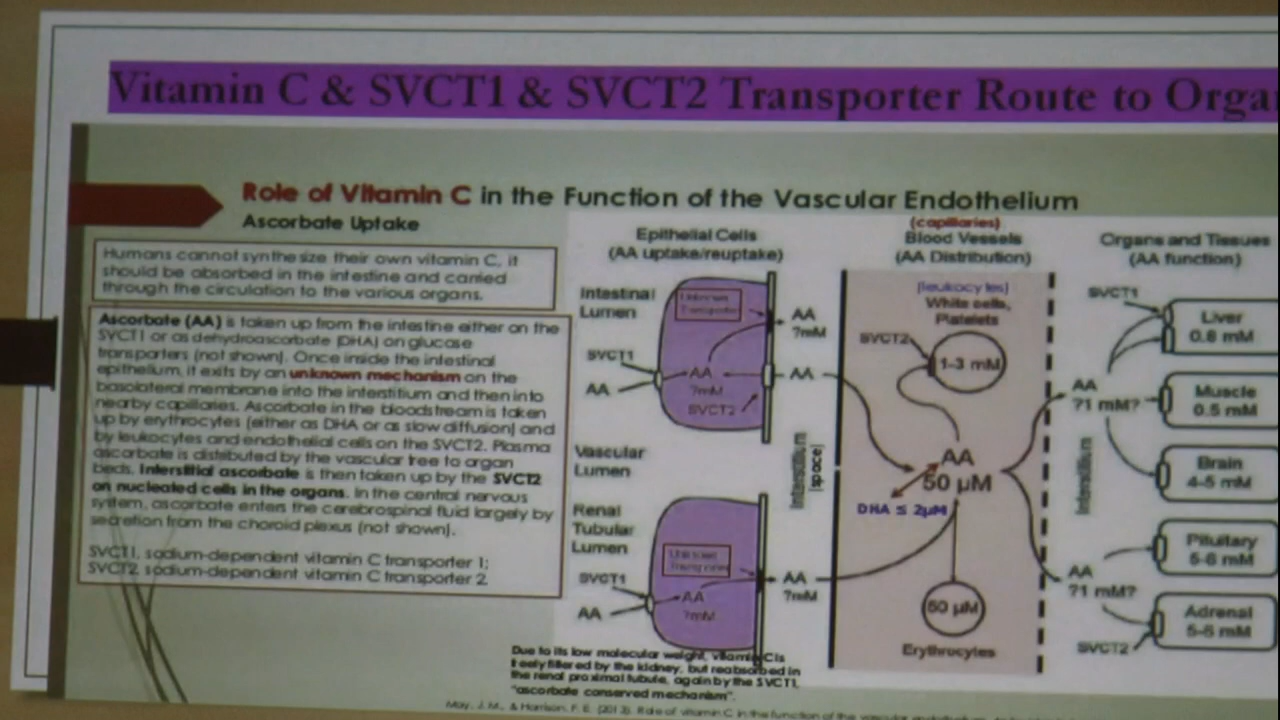 Vitamin C & SVCT1 & SVCT2 Transporter Route to Orga
Role of Vitamin C in the Function of the Vascular Endothelium
Ascorbate Uptake
Humans cannot synthesize their own vitamin C, it
should be absorbed in the intestine and carried
through the circulation to the various organs.
Ascorbate (AA) is taken up from the intestine either on the
SVCT1 or as dehydroascorbate (DHA) on glucose
transporters (not shown). Once inside the intestinal
epithelium, it exits by an unknown mechanism on the
basolateral membrane into the interstitium and then into
nearby capillaries. Ascorbate in the bloodstream is taken
up by erythrocytes (either as DHA or as slow diffusion) and
by leukocytes and endothelial cells on the SVCT2. Plasma
ascorbate is distributed by the vascular tree to organ
beds. Interstitial ascorbate is then taken up by the SVCT2
on nucleated cells in the organs. In the central nervous
system, ascorbate enters the cerebrospinal fluid largely by
secretion from the choroid plexus (not shown).
SVCT1, sodium-dependent vitamin C transporter 1;
SVCT2, sodium-dependent vitamin C transporter 2.
Epithelial Cells
(AA uptake/reuptake)
Intestinal
Lumen
Unknown
Transporter
SVCT1
AA
AA
?mM
SVCT2
AA
?mM
AA
Vascular
Lumen
Renal
Tubular
Lumen
Unknown
Transporter
SVCT1
AA
AA
?mM
AA
?mM
Interstitium
(space)
(capillaries)
Blood Vessels
(AA Distribution)
(leukocytes)
White cells,
Platelets
SVCT2
1-3 mM
AA
50 µM
DHA ≤ 2µM
50 µM
Erythrocytes
Organs and Tissues
(AA function)
SVCT1
AA
?1 mM?
Interstitium
AA
?1 mM?
SVCT2
Liver
0.8 mM
Muscle
0.5 mM
Brain
4-5 mM
Pituitary
5-6 mM
Adrenal
5-6 mM
Due to its low molecular weight, vitamin C is
freely filtered by the kidney, but reabsorbed in
the renal proximal tubule, again by the SVCT1,
"ascorbate conserved mechanism".
May, J. M., & Harrison, F. E. (2013). Role of vitamin C in the function of the vascular endothelium.